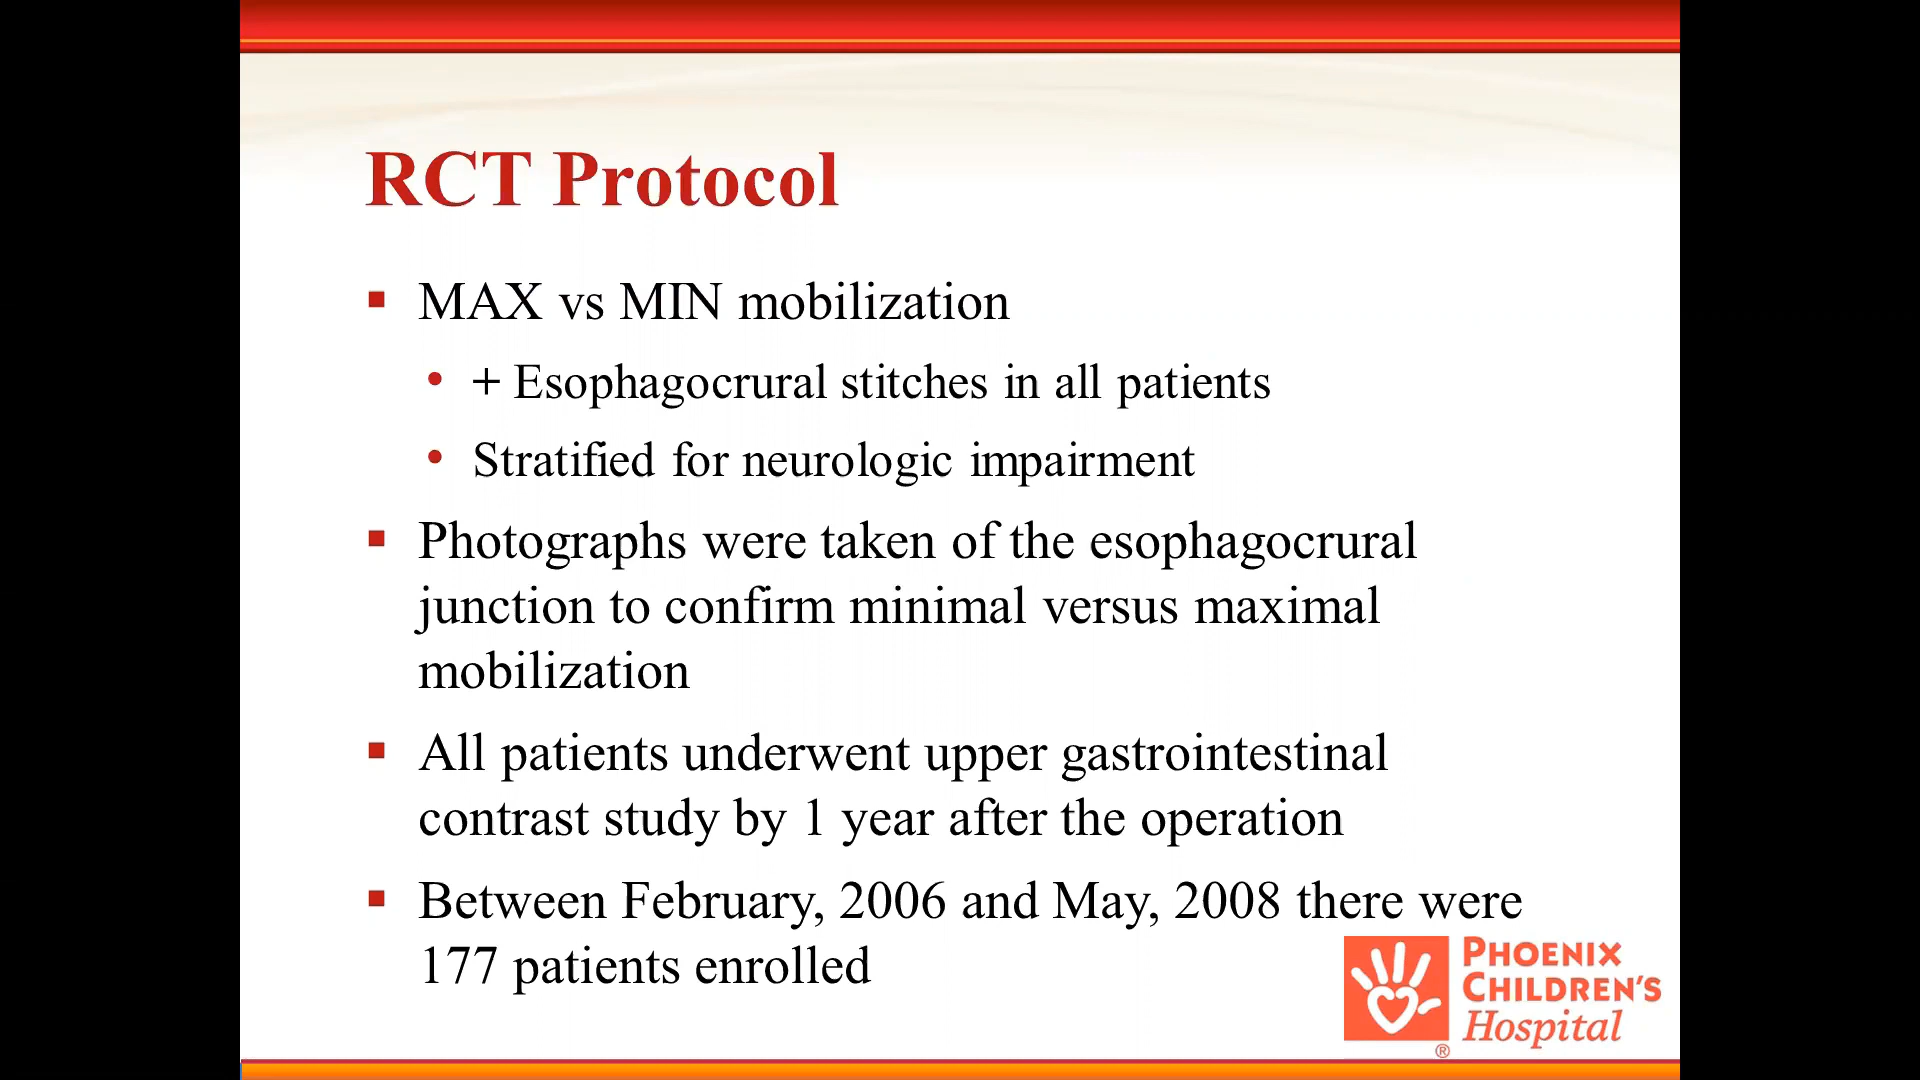 RCT Protocol
MAX vs MIN mobilization
+ Esophagocrural stitches in all patients
Stratified for neurologic impairment
Photographs were taken of the esophagocrural
junction to confirm minimal versus maximal
mobilization
All patients underwent upper gastrointestinal
contrast study by 1 year after the operation
Between February, 2006 and May, 2008 there were
177 patients enrolled
PHOENIX
CHILDREN'S
Hospital
®